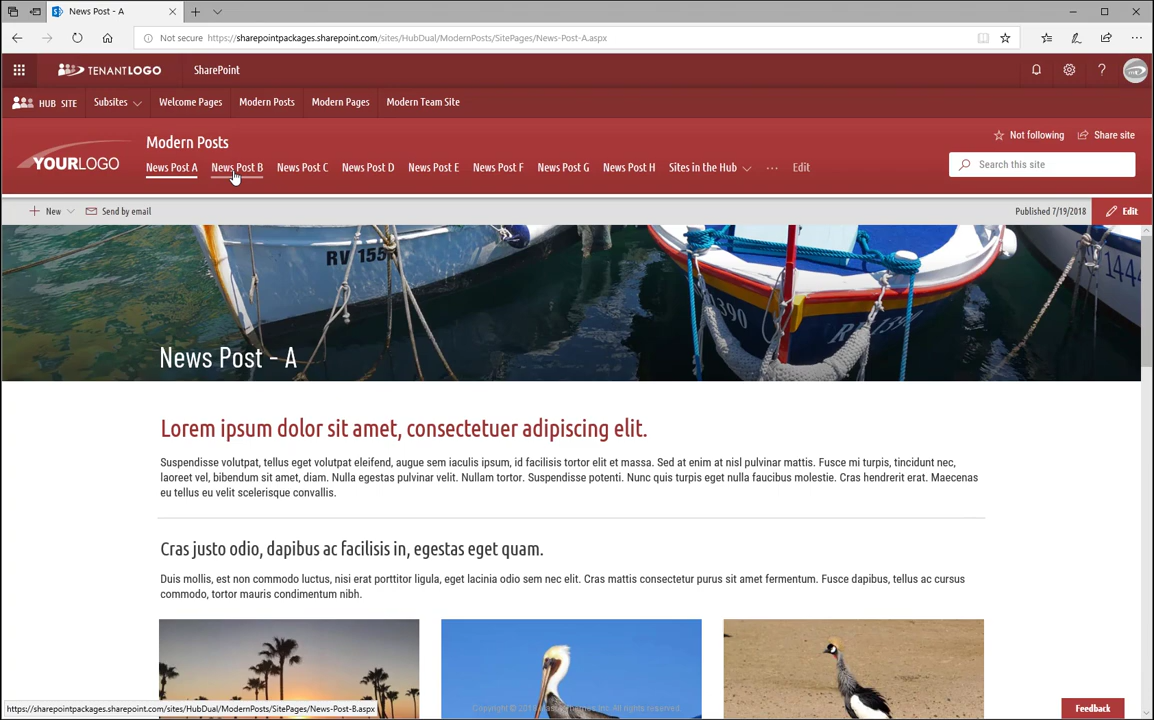 News Post - A
Not secure https://sharepointpackages.sharepoint.com/sites/HubDual/ModernPosts/SitePages/News-Post-A.aspx
TENANTLOGO SharePoint
HUB SITE Subsites Welcome Pages Modern Posts Modern Pages Modern Team Site
YOURLOGO
Modern Posts
Not following Share site
News Post A News Post B News Post C News Post D News Post E News Post F News Post G News Post H Sites in the Hub ... Edit
Search this site
New Send by email Published 7/19/2018 Edit
RV 155
390
1444
News Post - A
Lorem ipsum dolor sit amet, consectetuer adipiscing elit.
Suspendisse volutpat, tellus eget volutpat eleifend, augue sem iaculis ipsum, id facilisis tortor elit et massa. Sed at enim at nisl pulvinar mattis. Fusce mi turpis, tincidunt nec,
laoreet vel, bibendum sit amet, diam. Nulla egestas pulvinar velit. Nullam tortor. Suspendisse potenti. Nunc quis turpis eget nulla faucibus molestie. Cras hendrerit erat. Maecenas
eu tellus eu velit scelerisque convallis.
Cras justo odio, dapibus ac facilisis in, egestas eget quam.
Duis mollis, est non commodo luctus, nisi erat porttitor ligula, eget lacinia odio sem nec elit. Cras mattis consectetur purus sit amet fermentum. Fusce dapibus, tellus ac cursus
commodo, tortor mauris condimentum nibh.
https://sharepointpackages.sharepoint.com/sites/HubDual/ModernPosts/SitePages/News-Post-B.aspx
Inc. All rights reserved.
Feedback